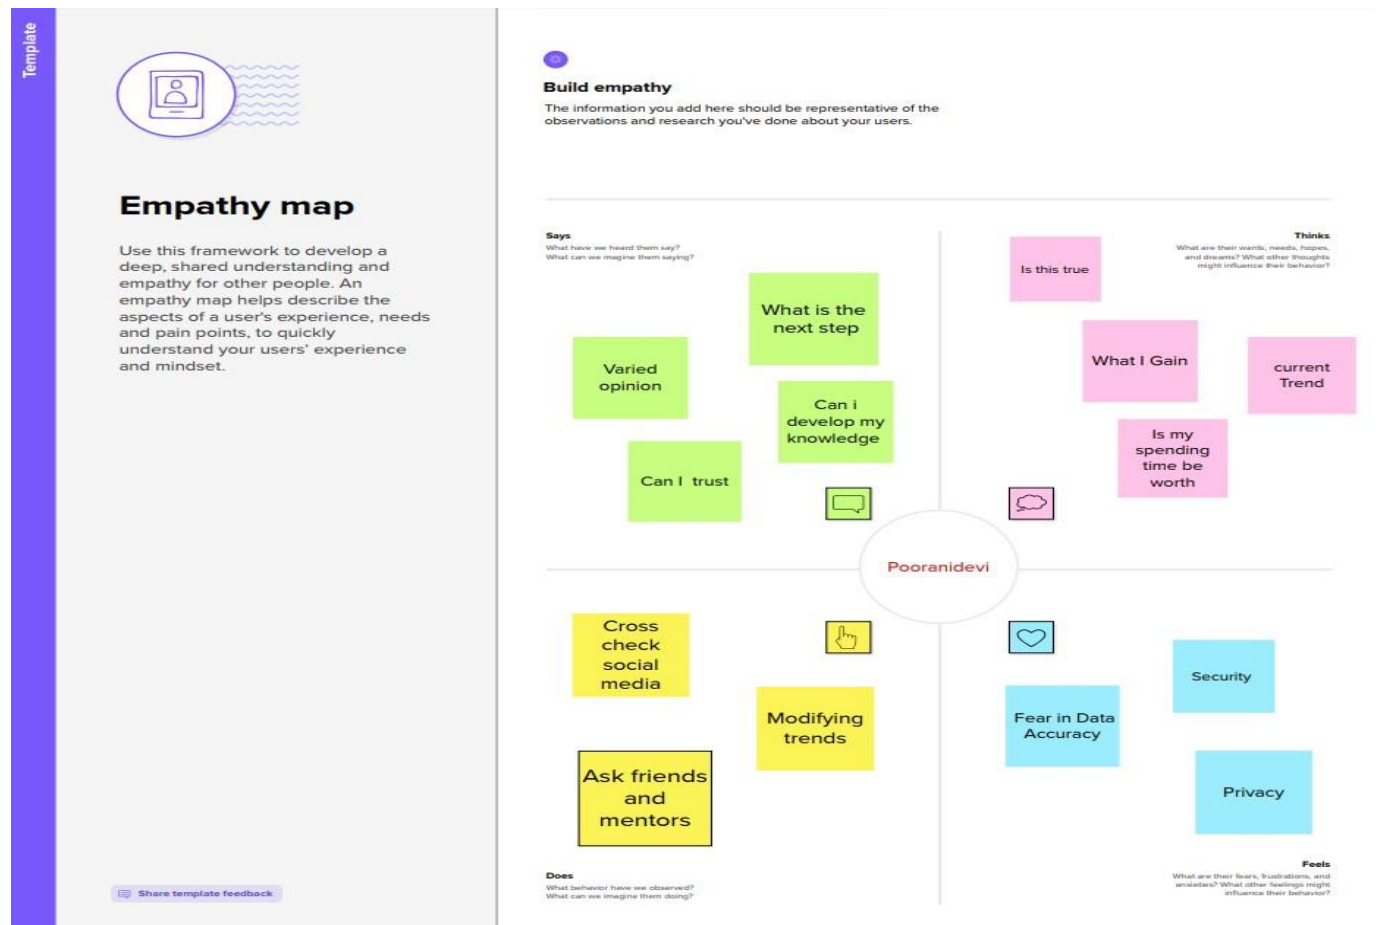 Template
Empathy map
Use this framework to develop a
deep, shared understanding and
empathy for other people. An
empathy map helps describe the
aspects of a user's experience, needs
and pain points, to quickly
understand your users' experience
and mindset.
Share template feedback
Build empathy
The information you add here should be representative of the
observations and research you've done about your users.
Says
What have we heard them say?
What can we magine them saying?
What is the
next step
Varied
opinion
Can i
develop my
knowledge
Can I trust
Thinks
What are their wants, needs, hopes,
and dreams? What other thoughts
might influence their behavior?
Is this true
What I Gain
current
Trend
Is my
spending
time be
worth
Pooranidevi
Cross
check
social
media
Modifying
trends
Ask friends
and
mentors
Does
What behavior have we observed?
What can we imagine them doing?
Security
Fear in Data
Accuracy
Privacy
Feels
What are their fears, frustrations, and
anxieties? What other feelings might
influence their behavior?